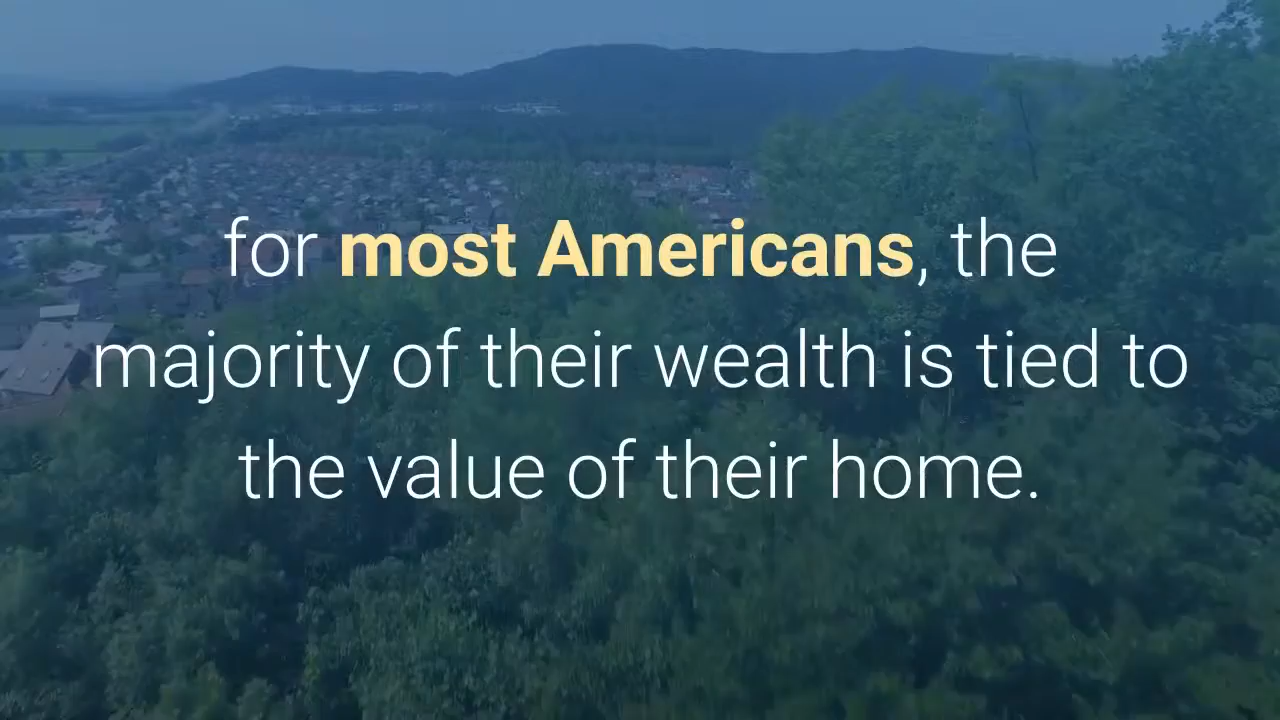 for most Americans, the
majority of their wealth is tied to
the value of their home.